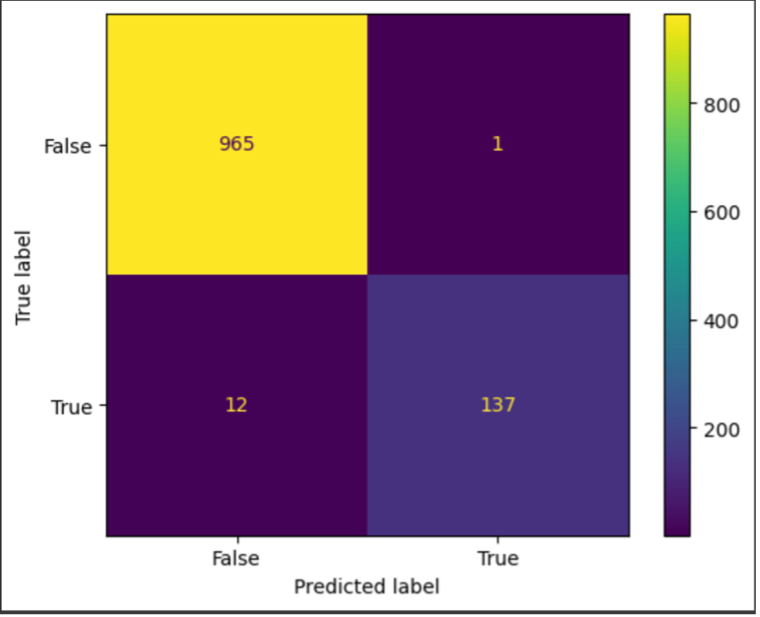 800
False
965
1
600
True label
400
True
12
137
200
False
True
Predicted label